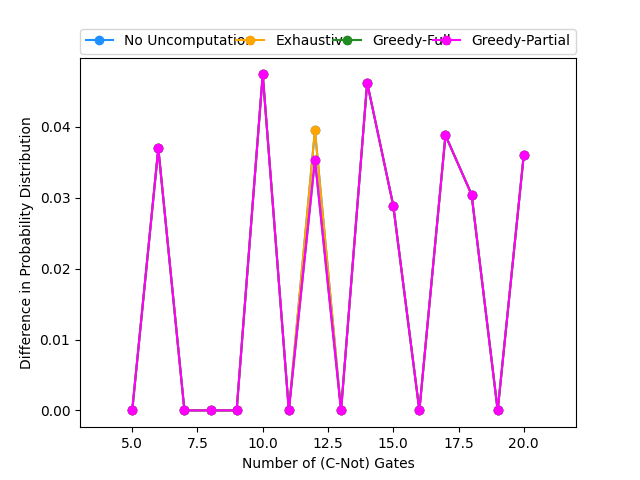 No Uncomputation Exhaustive Greedy-Full Greedy-Partial
0.04
0.03
0.02
0.01
0.00
Difference in Probability Distribution
5.0 7.5 10.0 12.5 15.0 17.5 20.0
Number of (C-Not) Gates